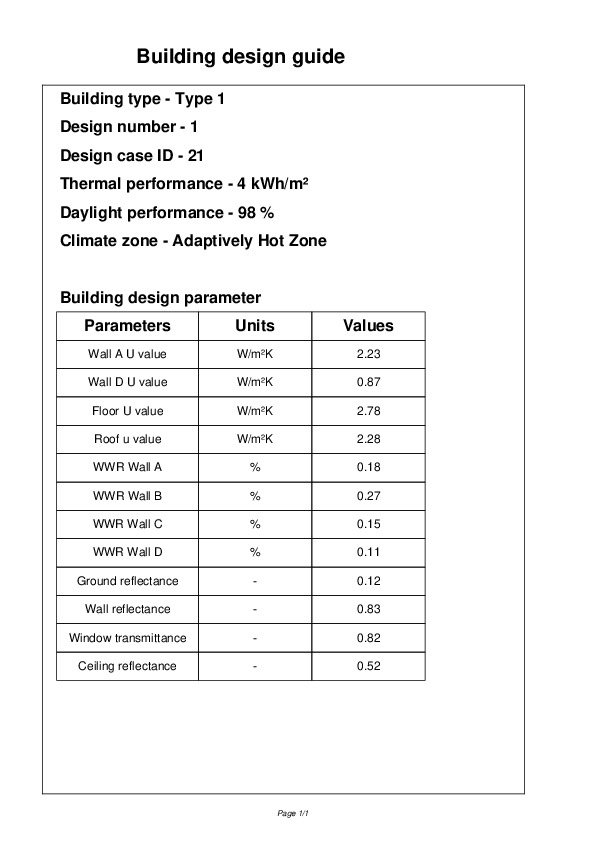 Building design guide
Building type - Type 1
Design number - 1
Design case ID - 21
Thermal performance - 4 kWh/m²
Daylight performance - 98 %
Climate zone - Adaptively Hot Zone
Building design parameter
Parameters Units Values
Wall A U value W/m²K 2.23
Wall D U value W/m²K 0.87
Floor U value W/m²K 2.78
Roof u value W/m²K 2.28
WWR Wall A % 0.18
WWR Wall B % 0.27
WWR Wall C % 0.15
WWR Wall D % 0.11
Ground reflectance - 0.12
Wall reflectance - 0.83
Window transmittance - 0.82
Ceiling reflectance - 0.52
Page 1/1